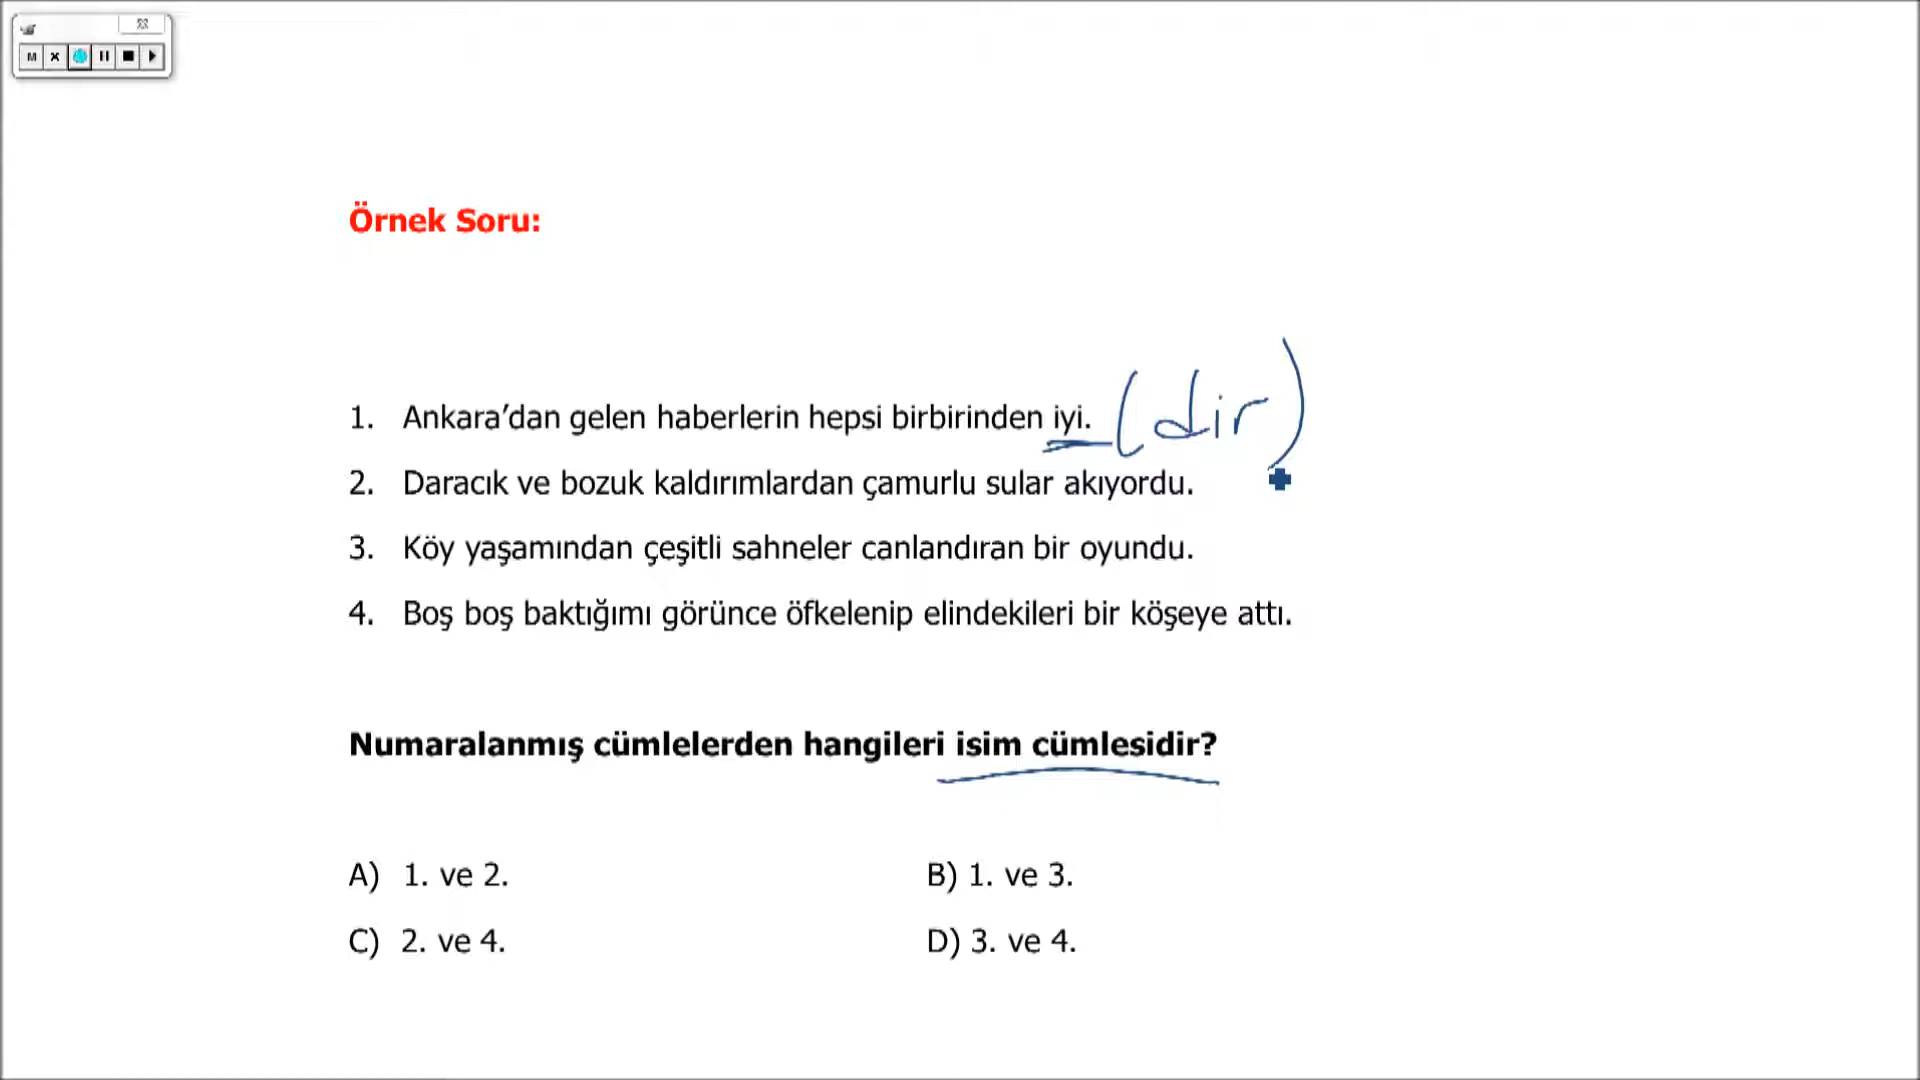 M
Örnek Soru:
1. Ankara’dan gelen haberlerin hepsi birbirinden iyi. (dir)
2. Daracık ve bozuk kaldırımlardan çamurlu sular akıyordu.
3. Köy yaşamından çeşitli sahneler canlandıran bir oyundu.
4. Boş boş baktığımı görünce öfkelenip elindekileri bir köşeye attı.
Numaralanmış cümlelerden hangileri isim cümlesidir?
A) 1. ve 2.
B) 1. ve 3.
C) 2. ve 4.
D) 3. ve 4.